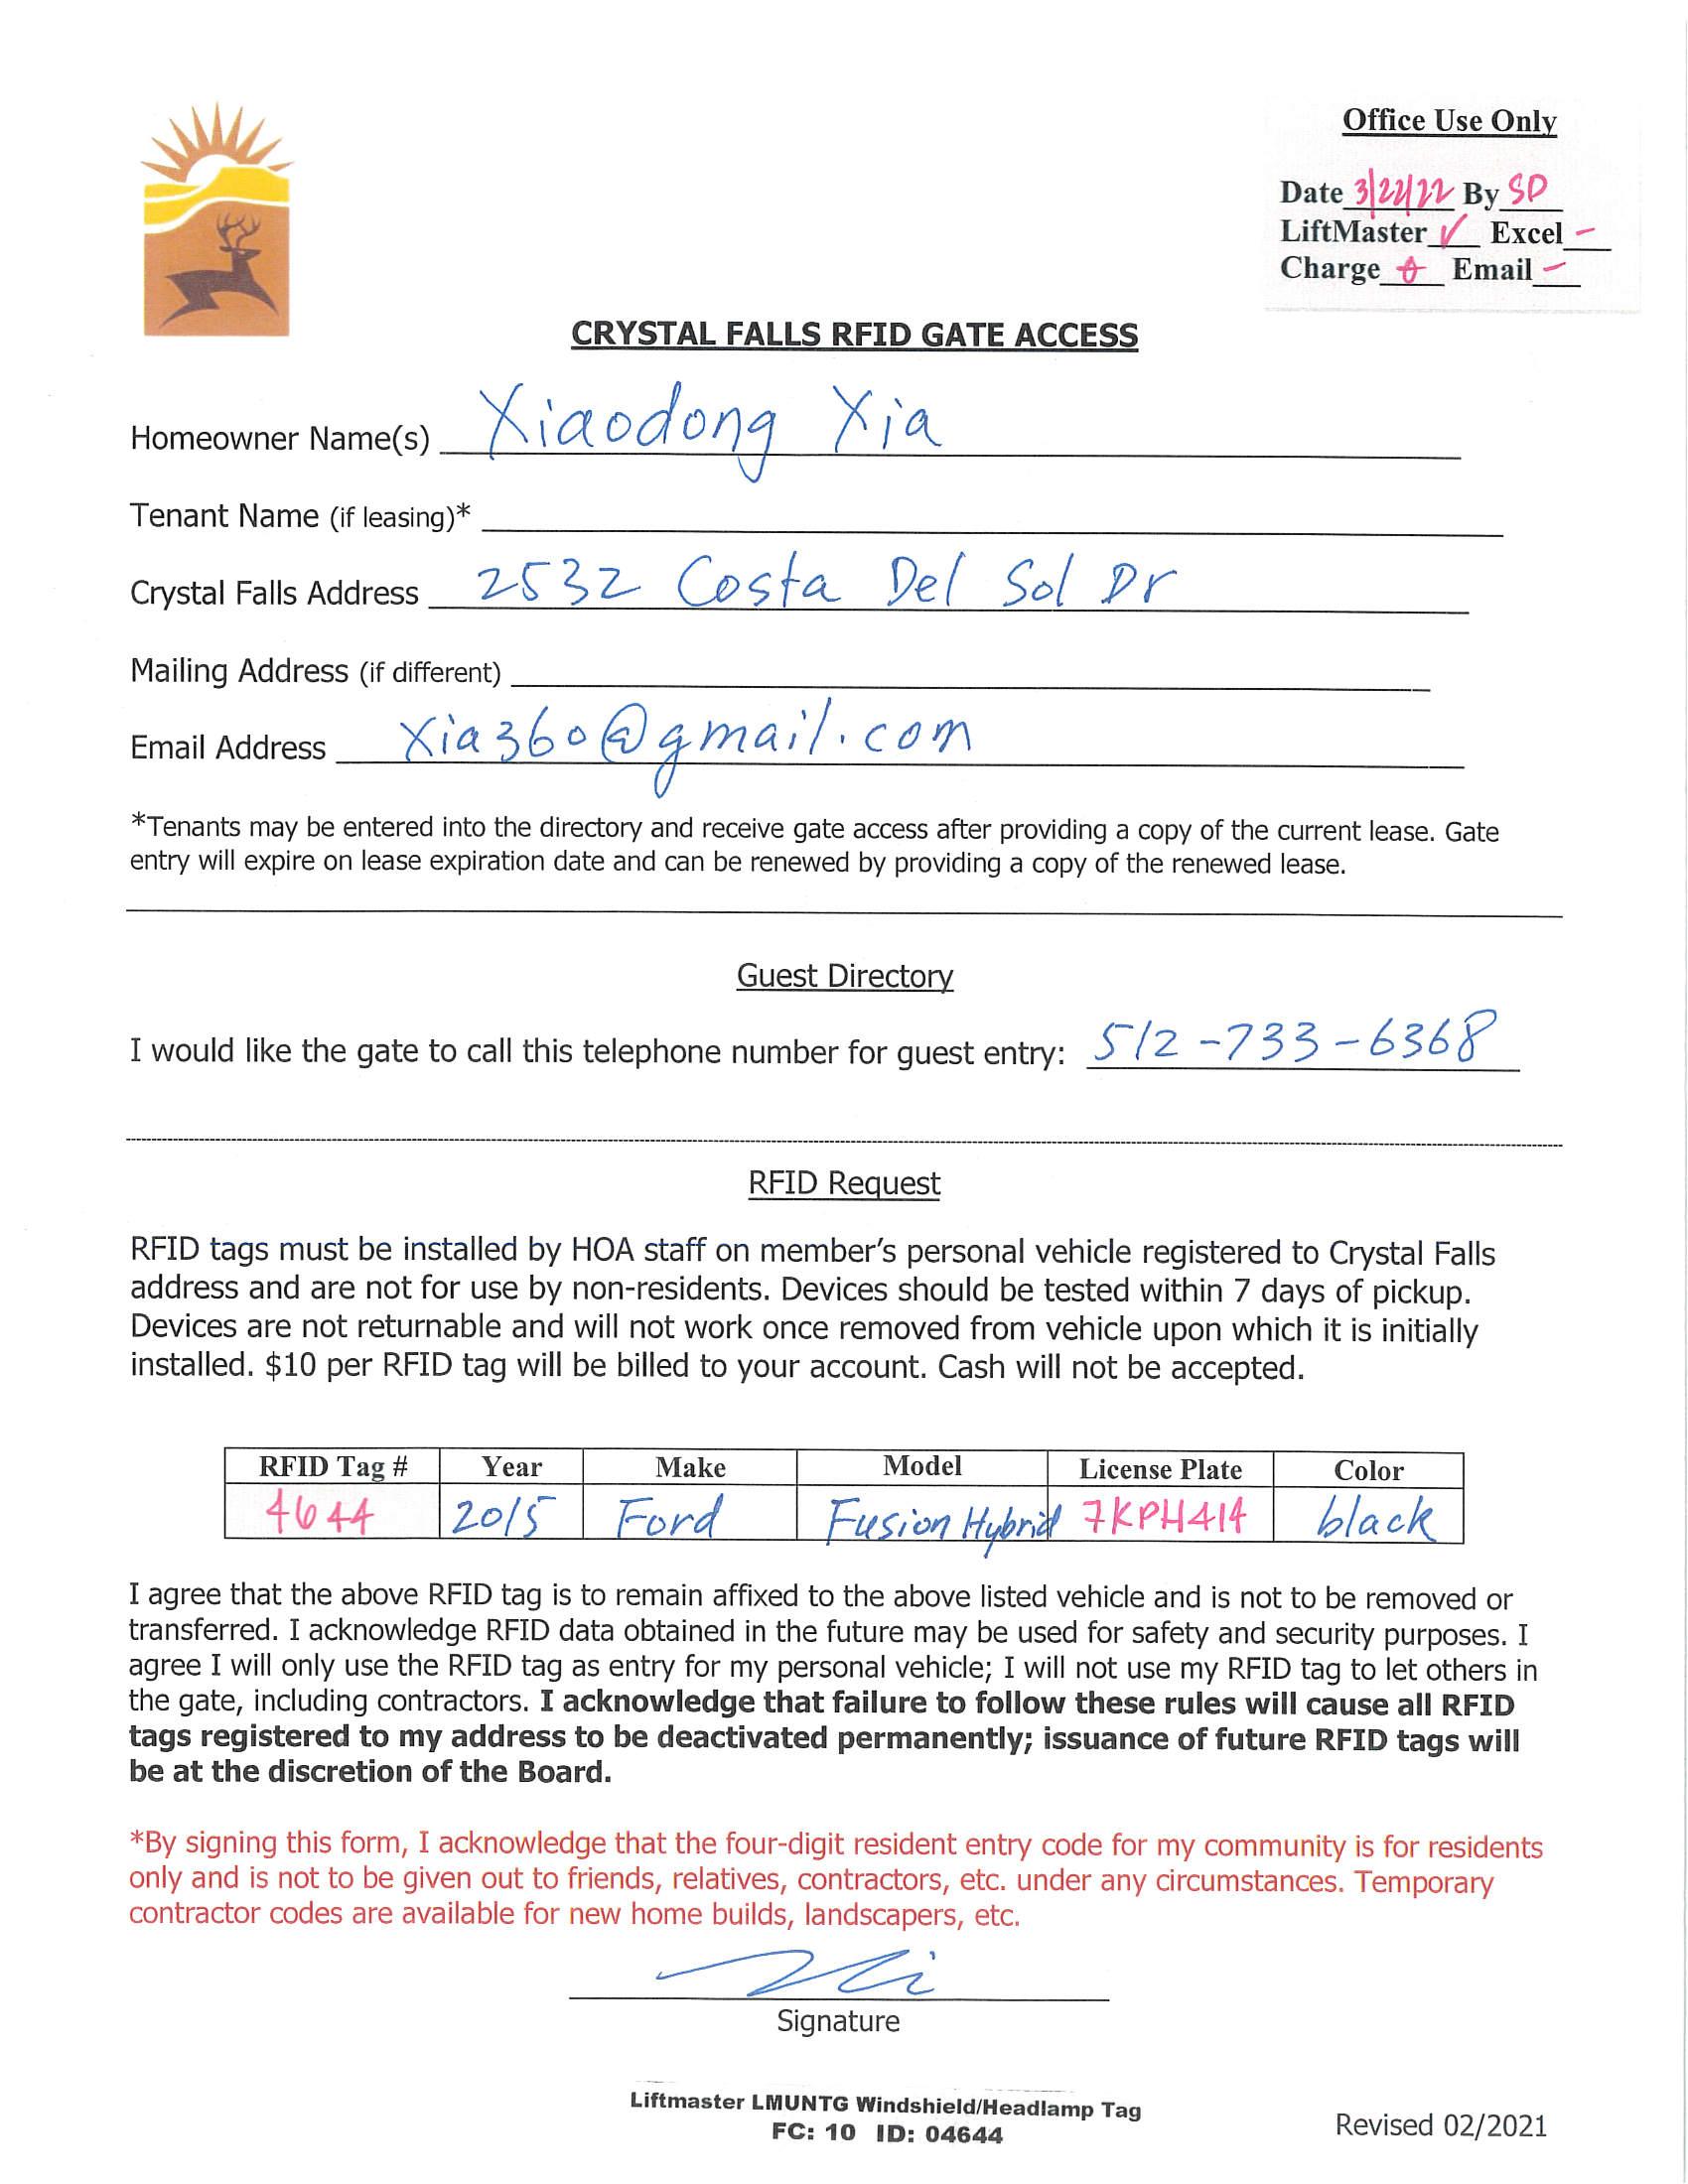 Office Use Only
Date 3/22/22 By SD
LiftMaster ✓ Excel -
Charge Email -
CRYSTAL FALLS RFID GATE ACCESS
Homeowner Name(s) Xiaodong Xia
Tenant Name (if leasing)*
Crystal Falls Address 2532 Costa Del Sol Dr
Mailing Address (if different)
Email Address Xia360@gmail.com
*Tenants may be entered into the directory and receive gate access after providing a copy of the current lease. Gate
entry will expire on lease expiration date and can be renewed by providing a copy of the renewed lease.
Guest Directory
I would like the gate to call this telephone number for guest entry: 512-733-6368
RFID Request
RFID tags must be installed by HOA staff on member's personal vehicle registered to Crystal Falls
address and are not for use by non-residents. Devices should be tested within 7 days of pickup.
Devices are not returnable and will not work once removed from vehicle upon which it is initially
installed. $10 per RFID tag will be billed to your account. Cash will not be accepted.
RFID Tag # Year Make Model License Plate Color
4644 2015 Ford Fusion Hybrid 7KPH414 black
I agree that the above RFID tag is to remain affixed to the above listed vehicle and is not to be removed or
transferred. I acknowledge RFID data obtained in the future may be used for safety and security purposes. I
agree I will only use the RFID tag as entry for my personal vehicle; I will not use my RFID tag to let others in
the gate, including contractors. I acknowledge that failure to follow these rules will cause all RFID
tags registered to my address to be deactivated permanently; issuance of future RFID tags will
be at the discretion of the Board.
*By signing this form, I acknowledge that the four-digit resident entry code for my community is for residents
only and is not to be given out to friends, relatives, contractors, etc. under any circumstances. Temporary
contractor codes are available for new home builds, landscapers, etc.
Signature
Liftmaster LMUNTG Windshield/Headlamp Tag
FC: 10 ID: 04644
Revised 02/2021